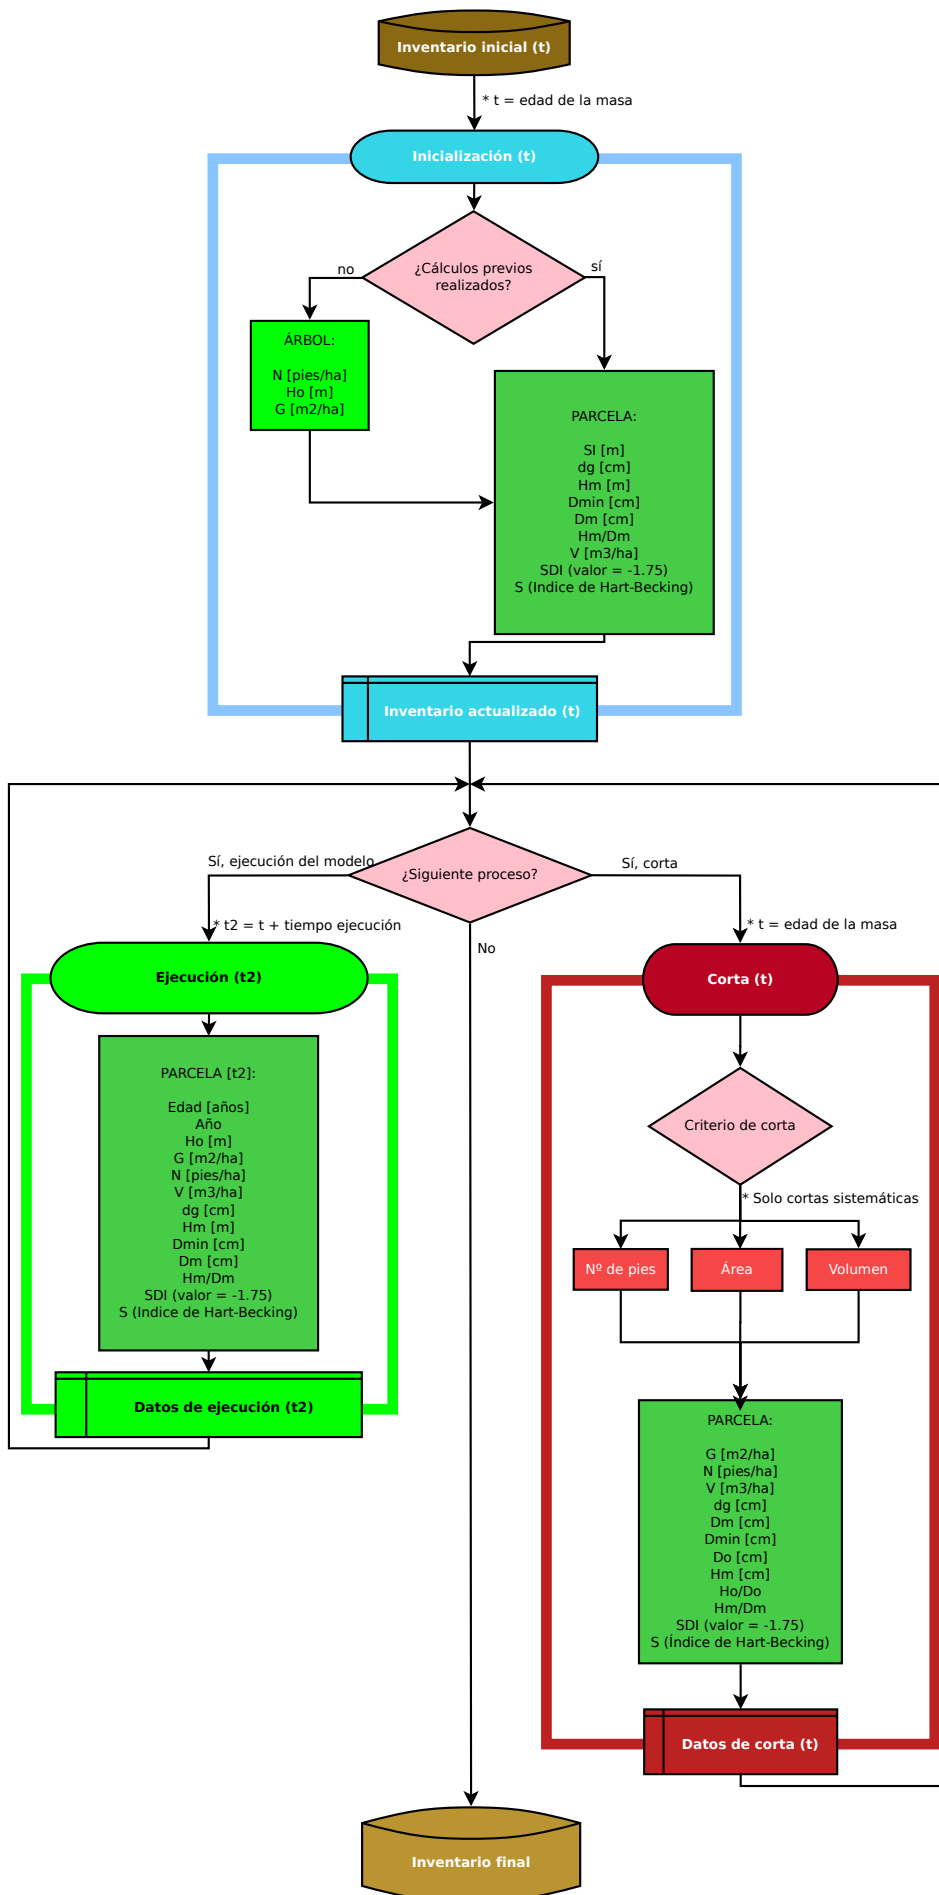 Inventario inicial (t)
* t = edad de la masa
Inicialización (t)
¿Cálculos previos
realizados?
no
sí
ÁRBOL:
N [pies/ha]
Ho [m]
G [m2/ha]
PARCELA:
SI [m]
dg [cm]
Hm [m]
Dmin [cm]
Dm [cm]
Hm/Dm
V [m3/ha]
SDI (valor = -1.75)
S (Indice de Hart-Becking)
Inventario actualizado (t)
¿Siguiente proceso?
Sí, ejecución del modelo
Sí, corta
* t2 = t + tiempo ejecución
* t = edad de la masa
No
Ejecución (t2)
PARCELA [t2]:
Edad [años]
Año
Ho [m]
G [m2/ha]
N [pies/ha]
V [m3/ha]
dg [cm]
Hm [m]
Dmin [cm]
Dm [cm]
Hm/Dm
SDI (valor = -1.75)
S (Indice de Hart-Becking)
Datos de ejecución (t2)
Corta (t)
Criterio de corta
* Solo cortas sistemáticas
Nº de pies
Área
Volumen
PARCELA:
G [m2/ha]
N [pies/ha]
V [m3/ha]
dg [cm]
Dm [cm]
Dmin [cm]
Do [cm]
Hm [cm]
Ho/Do
Hm/Dm
SDI (valor = -1.75)
S (Índice de Hart-Becking)
Datos de corta (t)
Inventario final